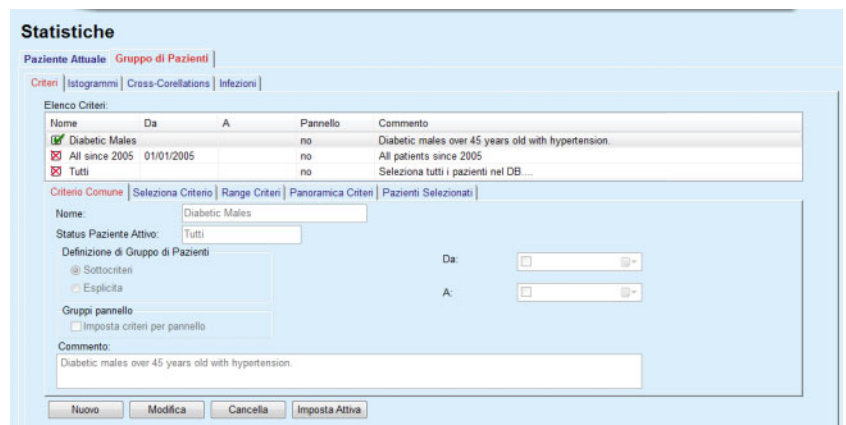 Statistiche
Paziente Attuale Gruppo di Pazienti
Criteri Istogrammi Cross-Corellations Infezioni
Elenco Criteri:
Nome Da A Pannello Commento
Diabetic Males no Diabetic males over 45 years old with hypertension.
All since 2005 01/01/2005 no All patients since 2005
Tutti no Seleziona tutti i pazienti nel DB....
Criterio Comune Seleziona Criterio Range Criteri Panoramica Criteri Pazienti Selezionati
Nome: Diabetic Males
Status Paziente Attivo: Tutti
Definizione di Gruppo di Pazienti
Da:
Sottocriteri
Esplicita
A:
Gruppi pannello
Imposta criteri per pannello
Commento:
Diabetic males over 45 years old with hypertension.
Nuovo Modifica Cancella Imposta Attiva